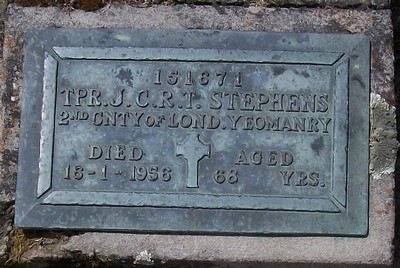 151671
TPR. J. C. R. T. STEPHENS
2ND CNTY OF LOND. YEOMANRY
DIED AGED
16-1-1956 68 YRS.